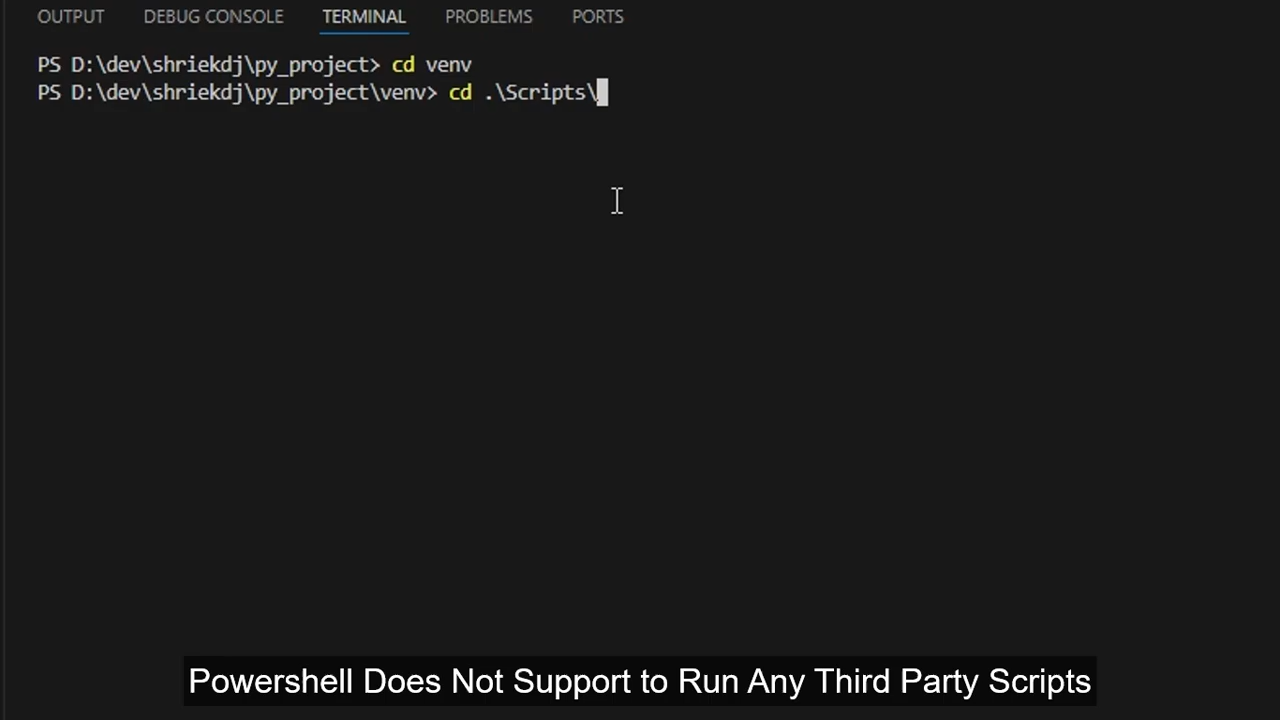 OUTPUT DEBUG CONSOLE TERMINAL PROBLEMS PORTS
PS D:\dev\shriekdj\py_project> cd venv
PS D:\dev\shriekdj\py_project\venv> cd .\Scripts\
Powershell Does Not Support to Run Any Third Party Scripts